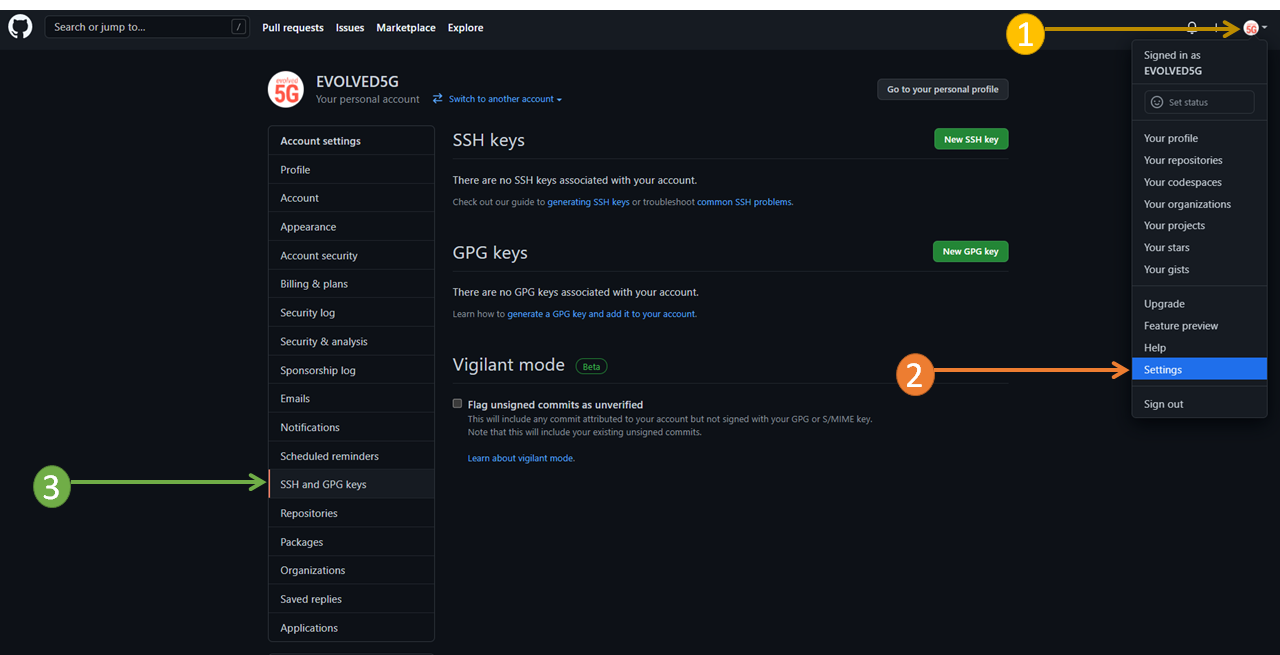 Search or jump to...
/
Pull requests
Issues
Marketplace
Explore
1
5G
Signed in as
EVOLVED5G
Set status
Your profile
Your repositories
Your codespaces
Your organizations
Your projects
Your stars
Your gists
Upgrade
Feature preview
Help
Settings
Sign out
2
evolved
5G
EVOLVED5G
Your personal account
Switch to another account
Go to your personal profile
Account settings
Profile
Account
Appearance
Account security
Billing & plans
Security log
Security & analysis
Sponsorship log
Emails
Notifications
Scheduled reminders
SSH and GPG keys
Repositories
Packages
Organizations
Saved replies
Applications
3
SSH keys
New SSH key
There are no SSH keys associated with your account.
Check out our guide to generating SSH keys or troubleshoot common SSH problems.
GPG keys
New GPG key
There are no GPG keys associated with your account.
Learn how to generate a GPG key and add it to your account.
Vigilant mode
Beta
Flag unsigned commits as unverified
This will include any commit attributed to your account but not signed with your GPG or S/MIME key.
Note that this will include your existing unsigned commits.
Learn about vigilant mode.